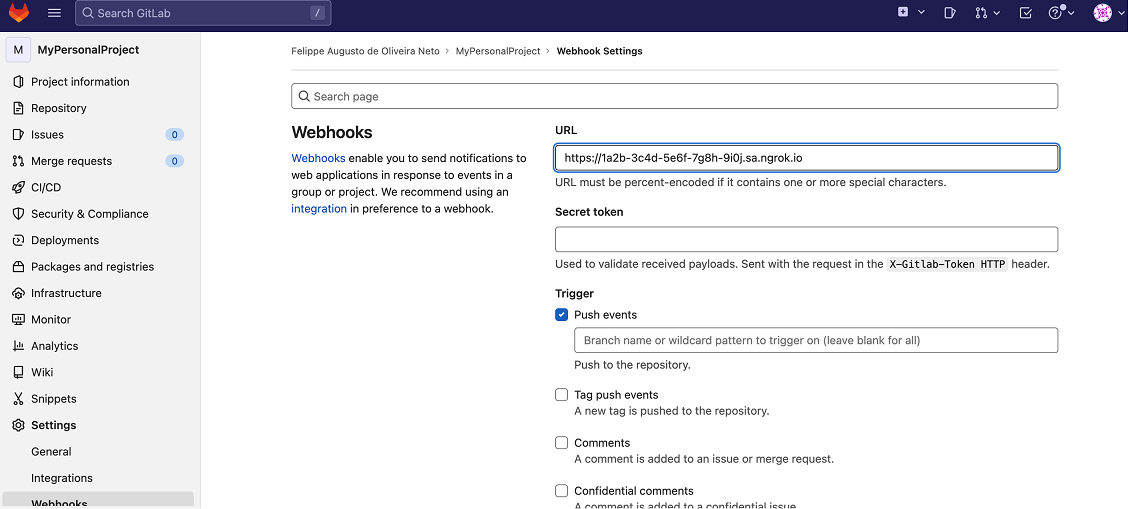 Search GitLab /
M MyPersonalProject
Project information
Repository
Issues 0
Merge requests 0
CI/CD
Security & Compliance
Deployments
Packages and registries
Infrastructure
Monitor
Analytics
Wiki
Snippets
Settings
General
Integrations
Webhooks
Felippe Augusto de Oliveira Neto > MyPersonalProject > Webhook Settings
Search page
Webhooks
Webhooks enable you to send notifications to
web applications in response to events in a
group or project. We recommend using an
integration in preference to a webhook.
URL
https://1a2b-3c4d-5e6f-7g8h-9i0j.sa.ngrok.io
URL must be percent-encoded if it contains one or more special characters.
Secret token
Used to validate received payloads. Sent with the request in the X-Gitlab-Token HTTP header.
Trigger
Push events
Branch name or wildcard pattern to trigger on (leave blank for all)
Push to the repository.
Tag push events
A new tag is pushed to the repository.
Comments
A comment is added to an issue or merge request.
Confidential comments
A comment is added to a confidential issue.